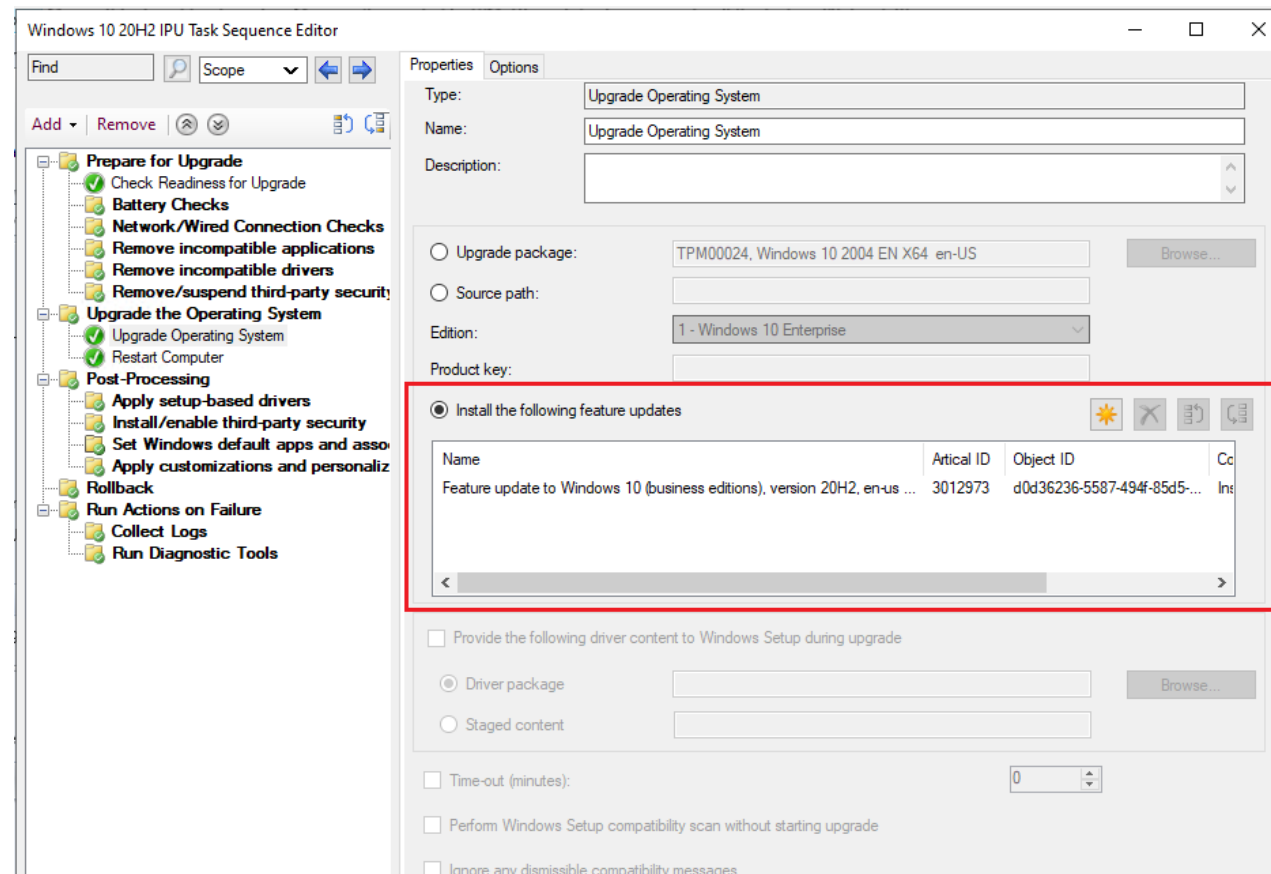 Windows 10 20H2 IPU Task Sequence Editor
Find
Scope
Add
Remove
Prepare for Upgrade
Check Readiness for Upgrade
Battery Checks
Network/Wired Connection Checks
Remove incompatible applications
Remove incompatible drivers
Remove/suspend third-party security
Upgrade the Operating System
Upgrade Operating System
Restart Computer
Post-Processing
Apply setup-based drivers
Install/enable third-party security
Set Windows default apps and asso
Apply customizations and personaliz
Rollback
Run Actions on Failure
Collect Logs
Run Diagnostic Tools
Properties Options
Type: Upgrade Operating System
Name: Upgrade Operating System
Description:
Upgrade package: TPM00024, Windows 10 2004 EN X64 en-US Browse...
Source path:
Edition: 1 - Windows 10 Enterprise
Product key:
Install the following feature updates
Name Artical ID Object ID Co
Feature update to Windows 10 (business editions), version 20H2, en-us ... 3012973 d0d36236-5587-494f-85d5-... Ins
Provide the following driver content to Windows Setup during upgrade
Driver package Browse...
Staged content
Time-out (minutes): 0
Perform Windows Setup compatibility scan without starting upgrade
Ignore any dismissible compatibility messages